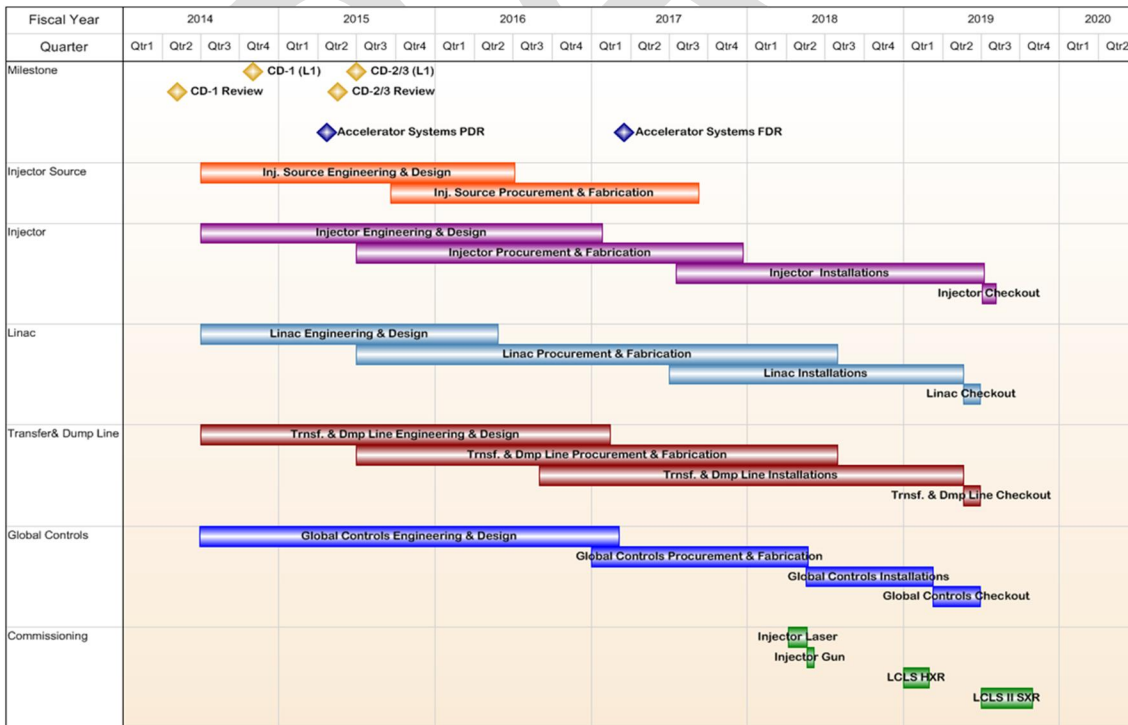 Fiscal Year 2014 2015 2016 2017 2018 2019 2020
Quarter Qtr1 Qtr2 Qtr3 Qtr4 Qtr1 Qtr2 Qtr3 Qtr4 Qtr1 Qtr2 Qtr3 Qtr4 Qtr1 Qtr2 Qtr3 Qtr4 Qtr1 Qtr2 Qtr3 Qtr4 Qtr1 Qtr2 Qtr3 Qtr4 Qtr1 Qtr2
Milestone CD-1 (L1) CD-2/3 (L1)
CD-1 Review CD-2/3 Review
Accelerator Systems PDR Accelerator Systems FDR
Injector Source Inj. Source Engineering & Design
Inj. Source Procurement & Fabrication
Injector Injector Engineering & Design
Injector Procurement & Fabrication
Injector Installations
Injector Checkout
Linac Linac Engineering & Design
Linac Procurement & Fabrication
Linac Installations
Linac Checkout
Transfer& Dump Line Trnsf. & Dmp Line Engineering & Design
Trnsf. & Dmp Line Procurement & Fabrication
Trnsf. & Dmp Line Installations
Trnsf. & Dmp Line Checkout
Global Controls Global Controls Engineering & Design
Global Controls Procurement & Fabrication
Global Controls Installations
Global Controls Checkout
Commissioning Injector Laser
Injector Gun
LCLS HXR
LCLS II SXR